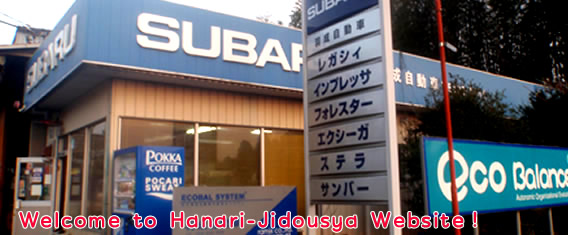 SUBARU
SUBARU
SUBARU
レガシィ
インプレッサ
フォレスター
エクシーガ
ステラ
サンバー
POKKA
COFFEE
POCARI
SWEAT
ECOBAL SYSTEM
eco Balance
Welcome to Hanari-Jidousya Website!